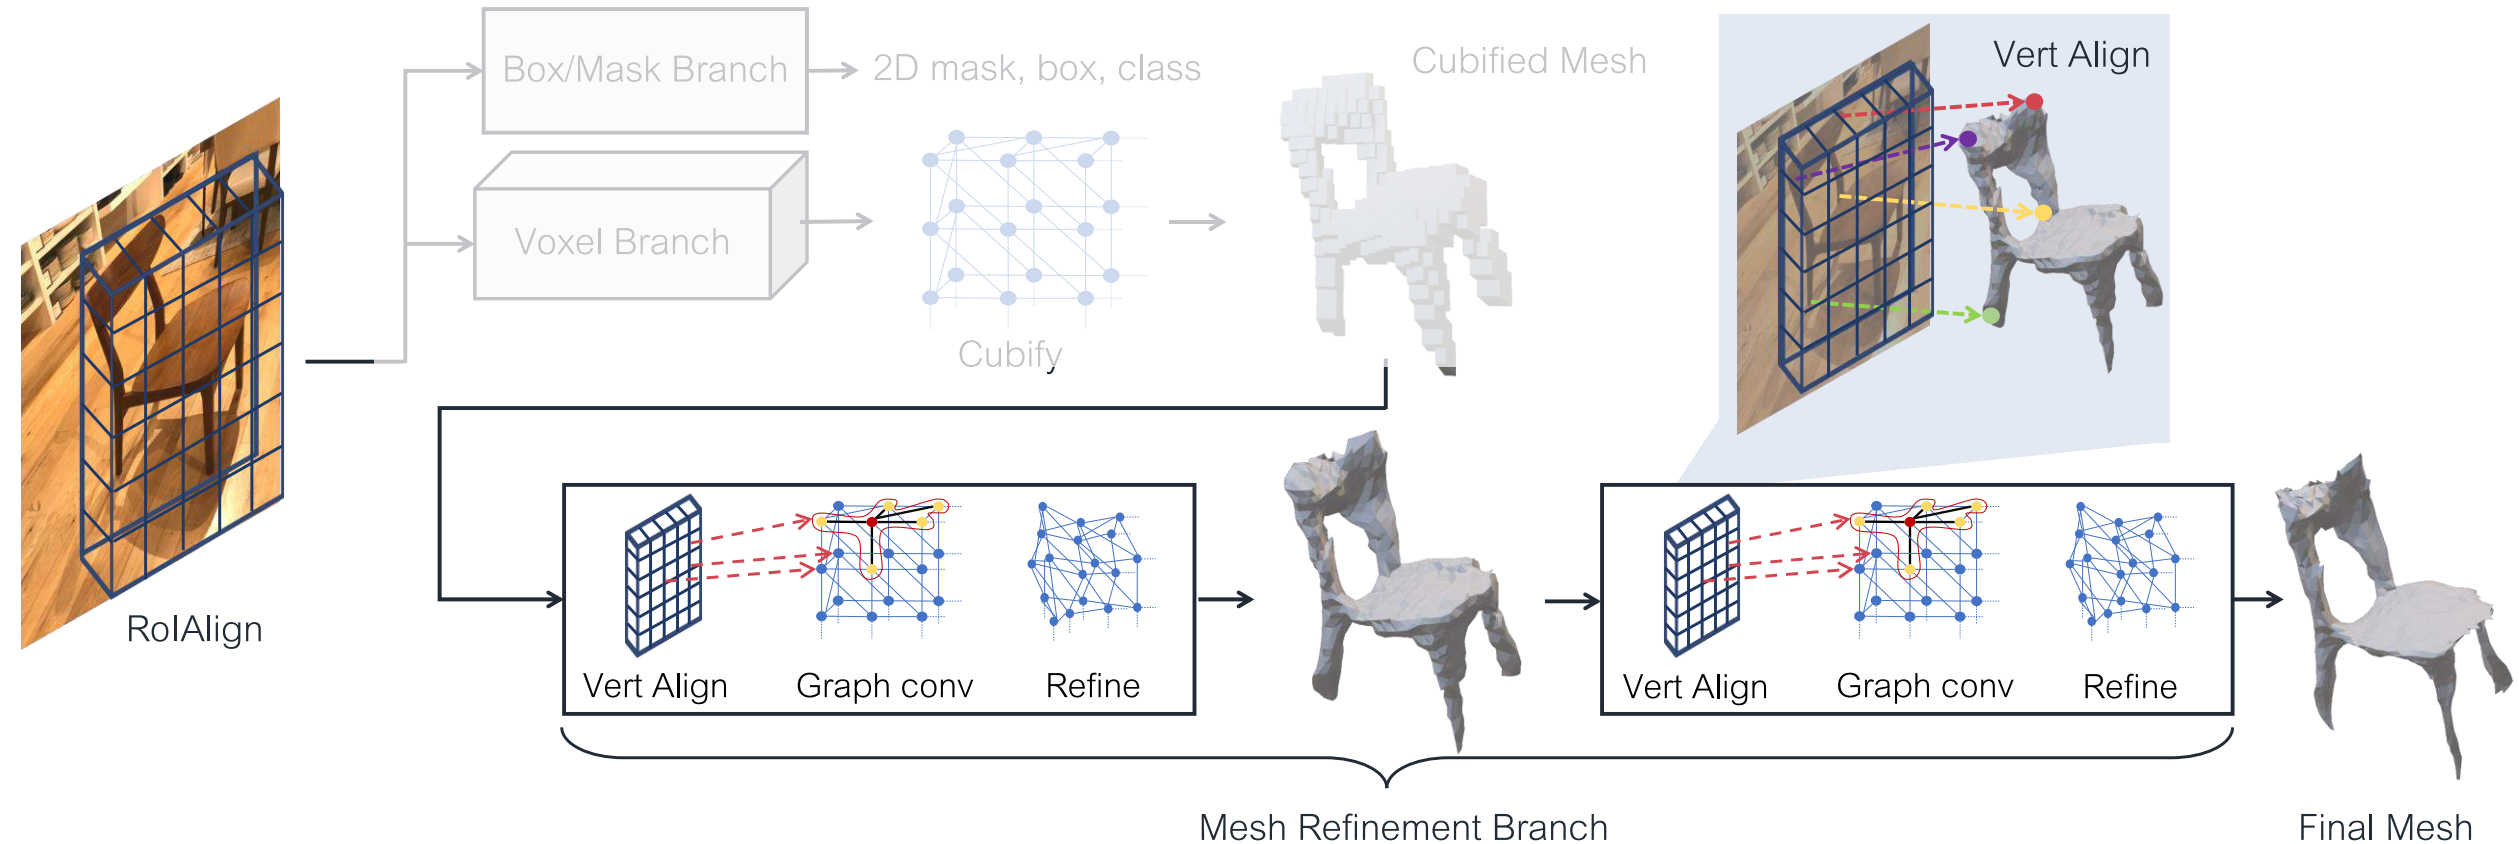 Box/Mask Branch
2D mask, box, class
Cubified Mesh
Vert Align
Voxel Branch
Cubify
RoIAlign
Vert Align
Graph conv
Refine
Vert Align
Graph conv
Refine
Mesh Refinement Branch
Final Mesh